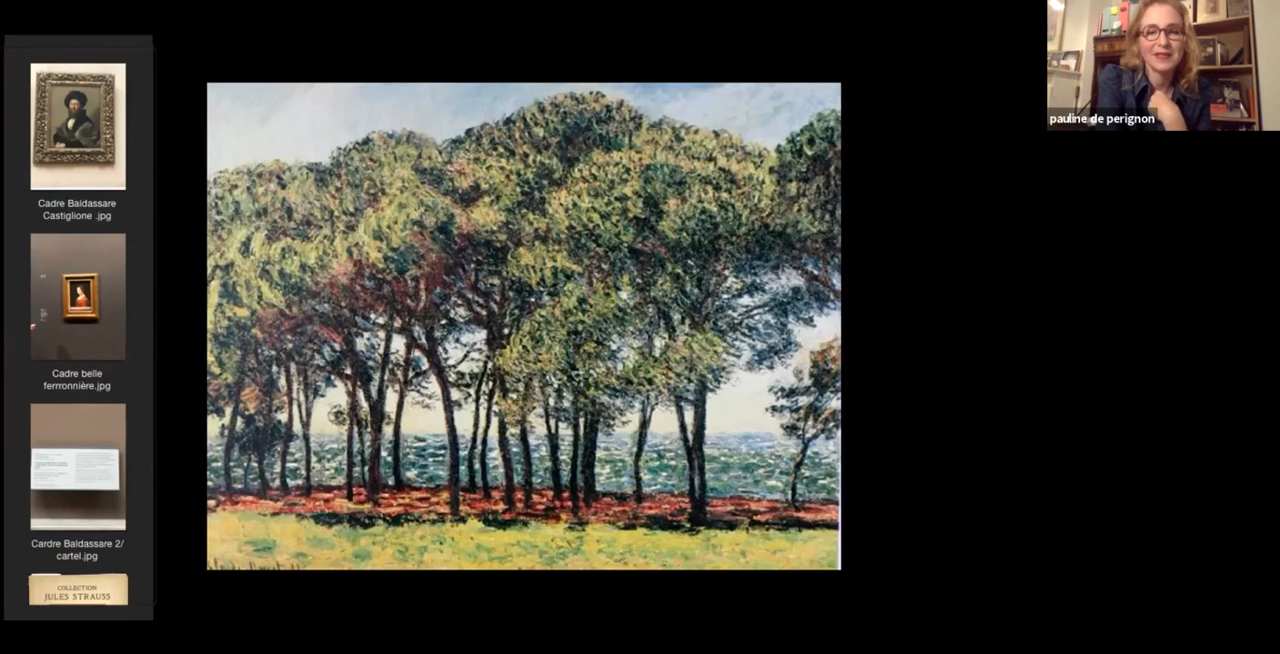 pauline de perignon
Cadre Baldassare
Castiglione .jpg
Cadre belle
ferrronnière.jpg
Cardre Baldassare 2/
cartel.jpg
COLLECTION
JULES STRAUSS